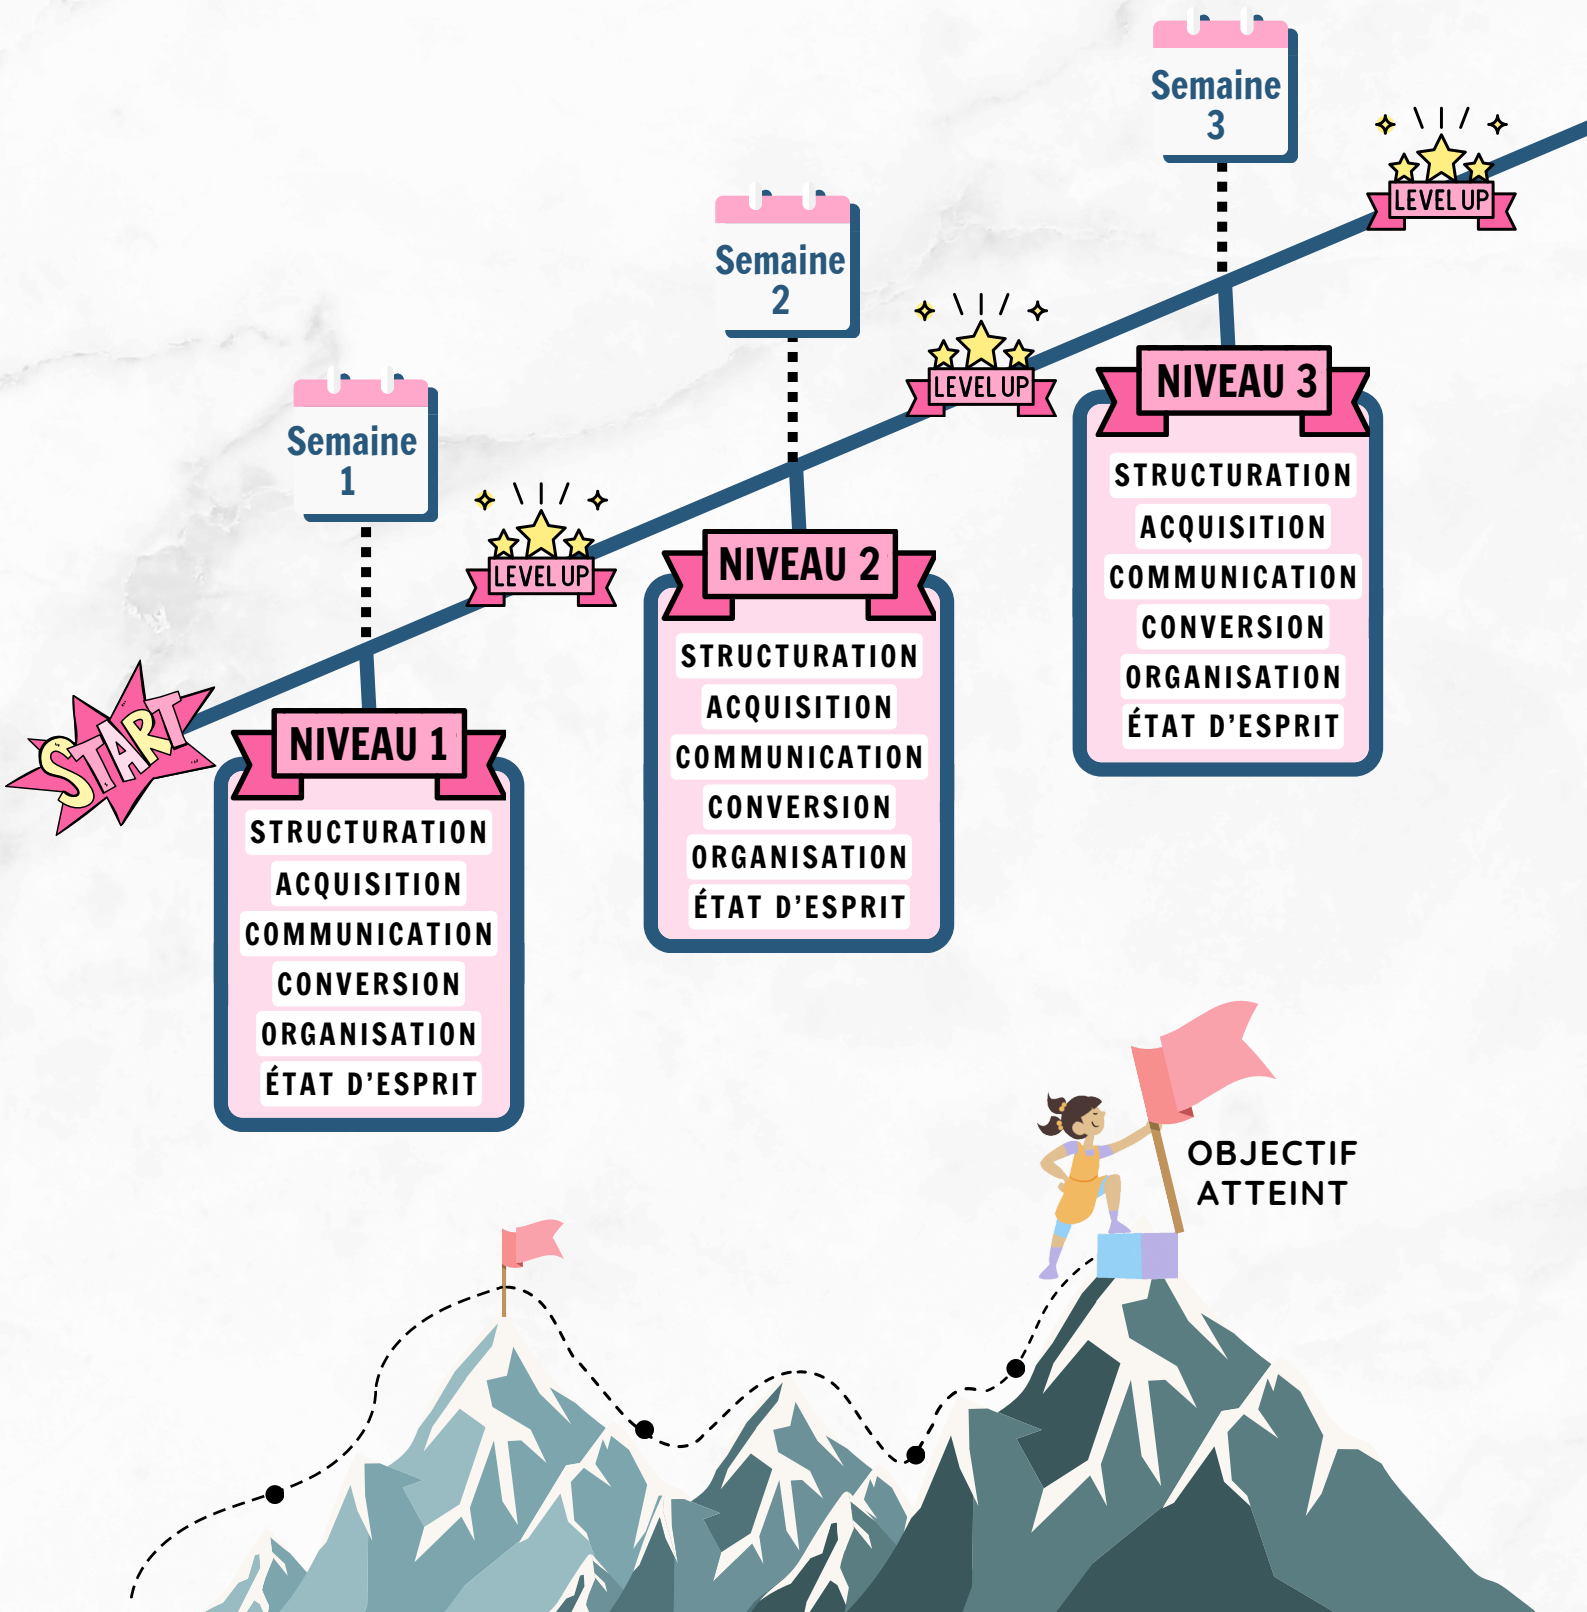 START
Semaine
1
NIVEAU 1
STRUCTURATION
ACQUISITION
COMMUNICATION
CONVERSION
ORGANISATION
ÉTAT D’ESPRIT
LEVEL UP
Semaine
2
NIVEAU 2
STRUCTURATION
ACQUISITION
COMMUNICATION
CONVERSION
ORGANISATION
ÉTAT D’ESPRIT
LEVEL UP
Semaine
3
NIVEAU 3
STRUCTURATION
ACQUISITION
COMMUNICATION
CONVERSION
ORGANISATION
ÉTAT D’ESPRIT
LEVEL UP
OBJECTIF
ATTEINT